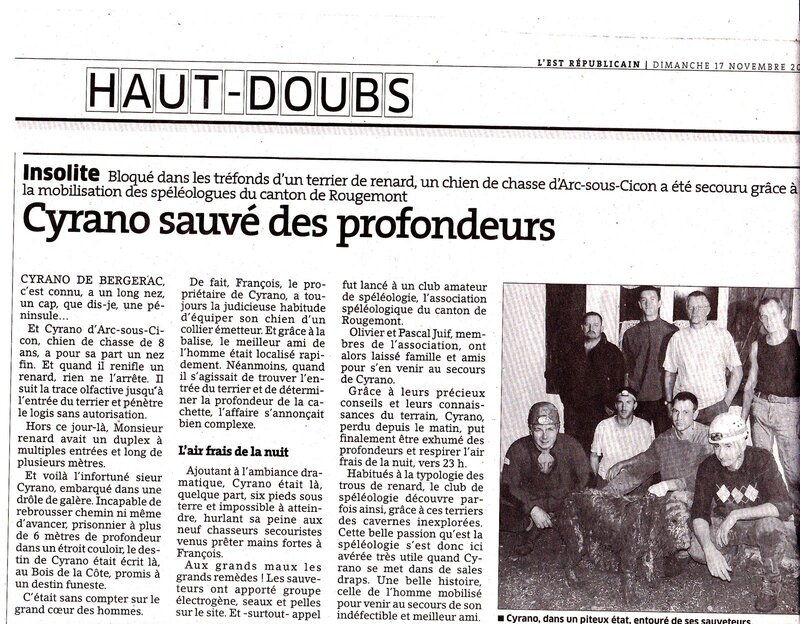 L'EST RÉPUBLICAIN | DIMANCHE 17 NOVEMBRE 20
HAUT-DOUBS
Insolite Bloqué dans les tréfonds d'un terrier de renard, un chien de chasse d'Arc-sous-Cicon a été secouru grâce à
la mobilisation des spéléologues du canton de Rougemont
Cyrano sauvé des profondeurs
CYRANO DE BERGERAC,
c'est connu, a un long nez,
un cap, que dis-je, une pé-
ninsule…
Et Cyrano d'Arc-sous-Ci-
con, chien de chasse de 8
ans, a pour sa part un nez
fin. Et quand il renifle un
renard, rien ne l'arrête. Il
suit la trace olfactive jusqu'à
l'entrée du terrier et pénètre
le logis sans autorisation.
Hors ce jour-là, Monsieur
renard avait un duplex à
multiples entrées et long de
plusieurs mètres.
Et voilà l'infortuné sieur
Cyrano, embarqué dans une
drôle de galère. Incapable de
rebrousser chemin ni même
d'avancer, prisonnier à plus
de 6 mètres de profondeur
dans un étroit couloir, le des-
tin de Cyrano était écrit là,
au Bois de la Côte, promis à
un destin funeste.
C'était sans compter sur le
grand cœur des hommes.
De fait, François, le pro-
priétaire de Cyrano, a tou-
jours la judicieuse habitude
d'équiper son chien d'un
collier émetteur. Et grâce à la
balise, le meilleur ami de
l'homme était localisé rapi-
dement. Néanmoins, quand
il s'agissait de trouver l'en-
trée du terrier et de détermi-
ner la profondeur de la ca-
chette, l'affaire s'annonçait
bien complexe.
L'air frais de la nuit
Ajoutant à l'ambiance dra-
matique, Cyrano était là,
quelque part, six pieds sous
terre et impossible à attein-
dre, hurlant sa peine aux
neuf chasseurs secouristes
venus prêter mains fortes à
François.
Aux grands maux les
grands remèdes ! Les sauve-
teurs ont apporté groupe
électrogène, seaux et pelles
sur le site. Et -surtout- appel
fut lancé à un club amateur
de spéléologie, l'association
spéléologique du canton de
Rougemont.
Olivier et Pascal Juif, mem-
bres de l'association, ont
alors laissé famille et amis
pour s'en venir au secours
de Cyrano.
Grâce à leurs précieux
conseils et leurs connais-
sances du terrain, Cyrano,
perdu depuis le matin, put
finalement être exhumé des
profondeurs et respirer l'air
frais de la nuit, vers 23 h.
Habitués à la typologie des
trous de renard, le club de
spéléologie découvre par-
fois ainsi, grâce à ces terriers
des cavernes inexplorées.
Cette belle passion qu'est la
spéléologie s'est donc ici
avérée très utile quand Cy-
rano se met dans de sales
draps. Une belle histoire,
celle de l'homme mobilisé
pour venir au secours de son
indéfectible et meilleur ami.
■ Cyrano, dans un piteux état, entouré de ses sauveteurs.